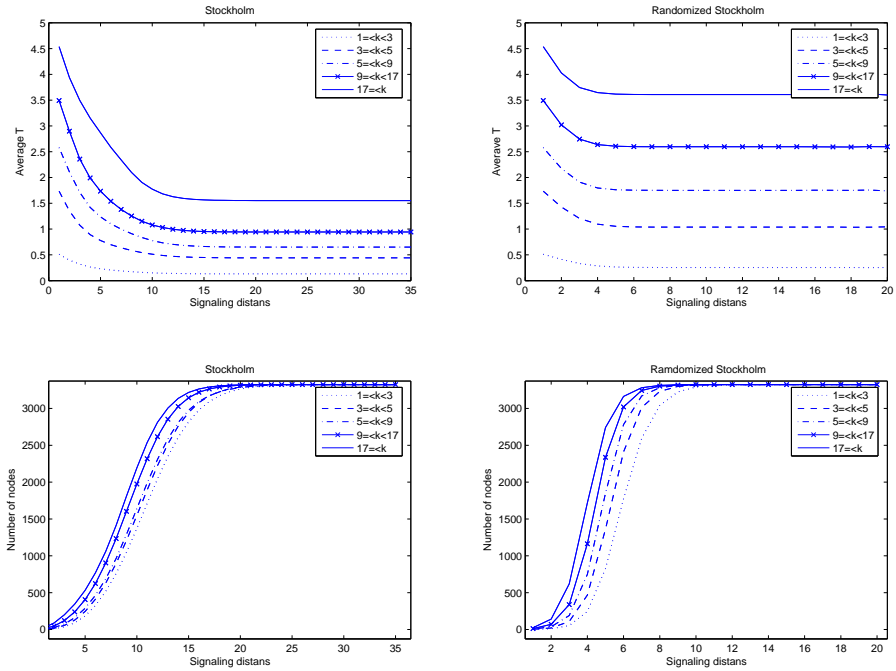 Stockholm
5
4.5
4
3.5
3
2.5
2
1.5
1
0.5
0
Average T
0 5 10 15 20 25 30 35
Signaling distans
1=<k<3
3=<k<5
5=<k<9
9=<k<17
17=<k
Randomized Stockholm
5
4.5
4
3.5
3
2.5
2
1.5
1
0.5
0
Averave T
0 2 4 6 8 10 12 14 16 18 20
Signaling distans
1=<k<3
3=<k<5
5=<k<9
9=<k<17
17=<k
Stockholm
3000
2500
2000
1500
1000
500
0
Number of nodes
5 10 15 20 25 30 35
Signaling distans
1=<k<3
3=<k<5
5=<k<9
9=<k<17
17=<k
Randomized Stockholm
3000
2500
2000
1500
1000
500
0
Number of nodes
2 4 6 8 10 12 14 16 18 20
Signaling distans
1=<k<3
3=<k<5
5=<k<9
9=<k<17
17=<k